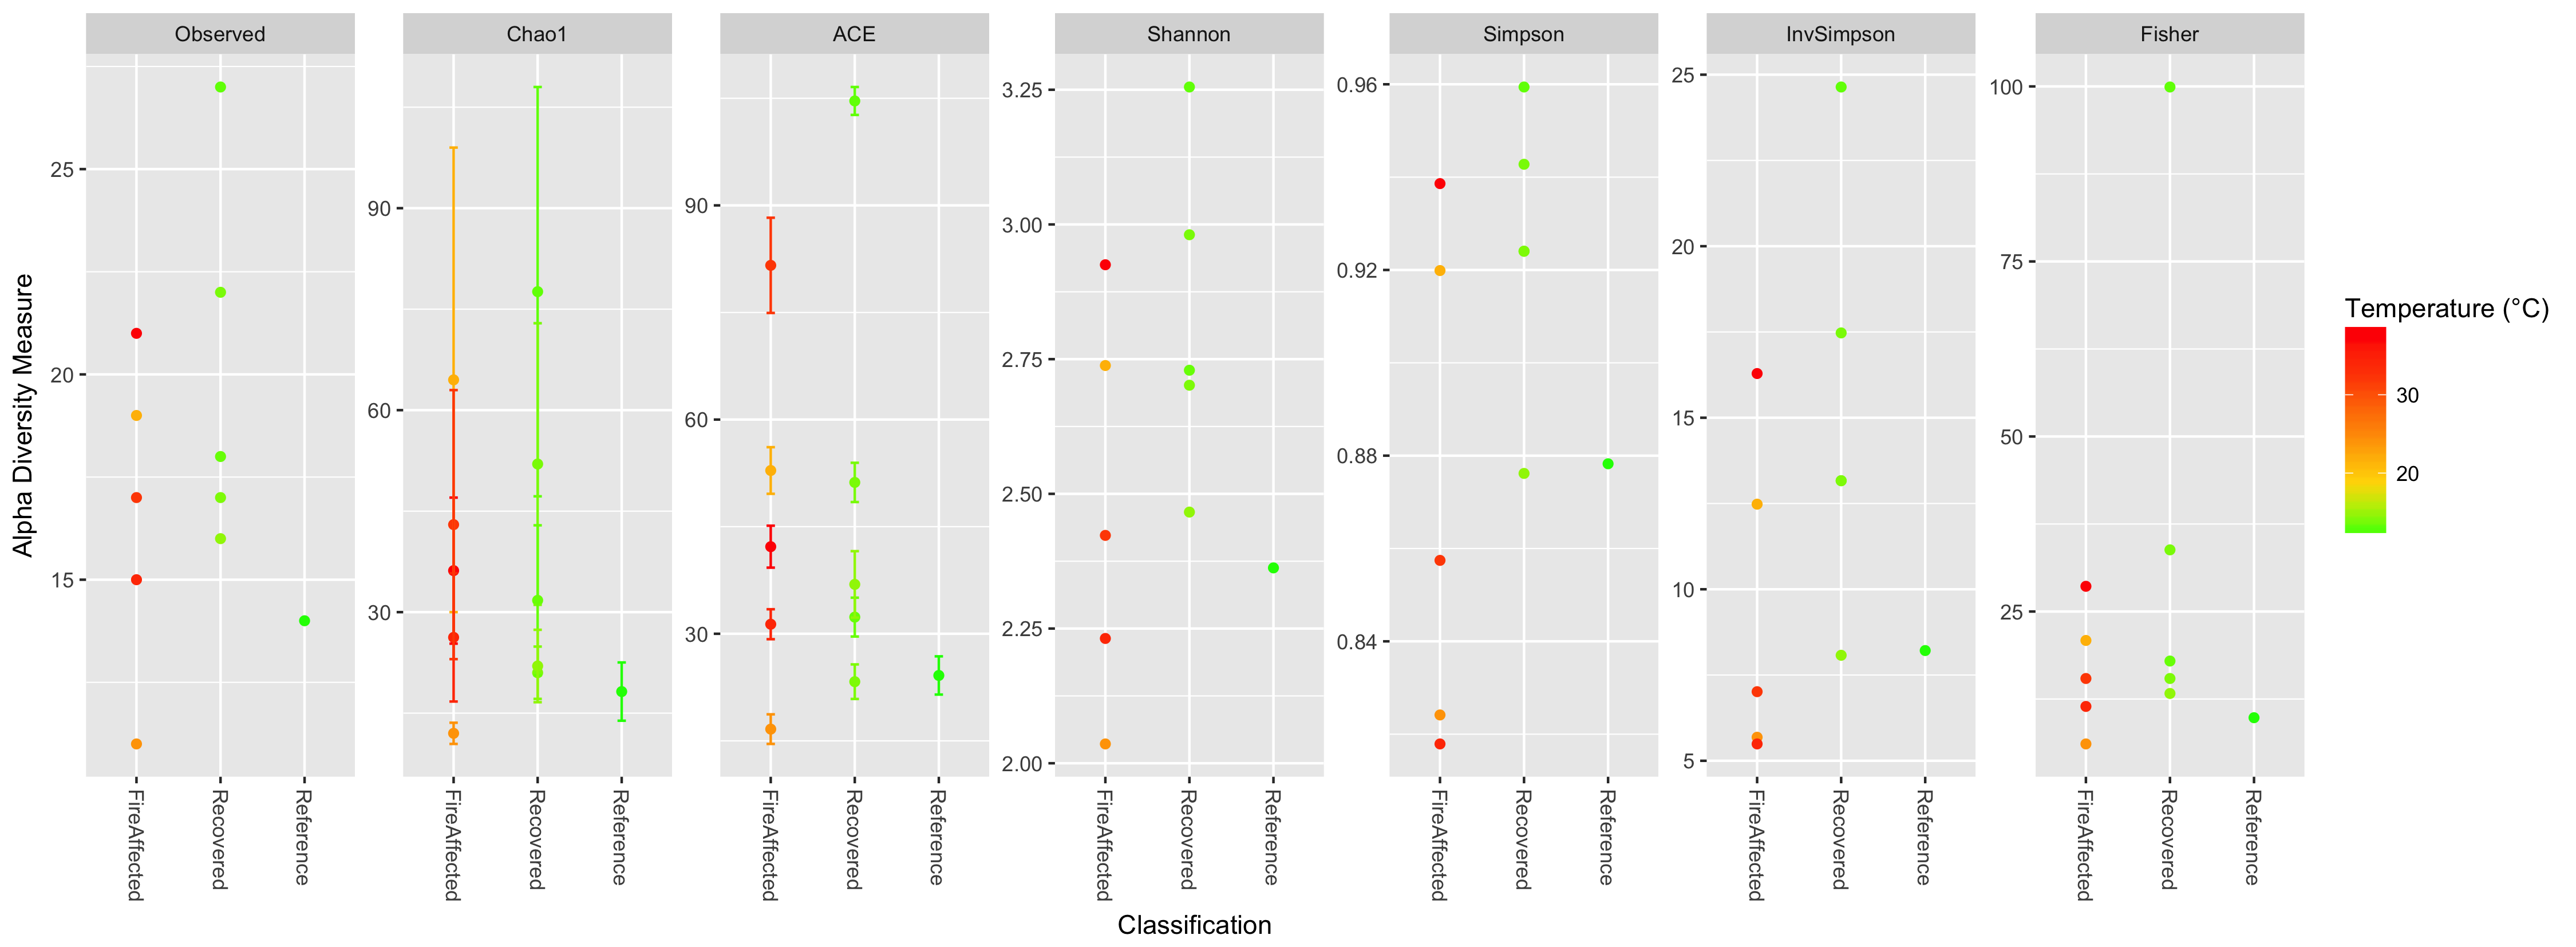 Observed
Chao1
ACE
Shannon
Simpson
InvSimpson
Fisher
Alpha Diversity Measure
25
20
15
90
60
30
90
60
30
3.25
3.00
2.75
2.50
2.25
2.00
0.96
0.92
0.88
0.84
25
20
15
10
5
100
75
50
25
FireAffected
Recovered
Reference
FireAffected
Recovered
Reference
FireAffected
Recovered
Reference
FireAffected
Recovered
Reference
FireAffected
Recovered
Reference
FireAffected
Recovered
Reference
FireAffected
Recovered
Reference
Classification
Temperature (°C)
30
20